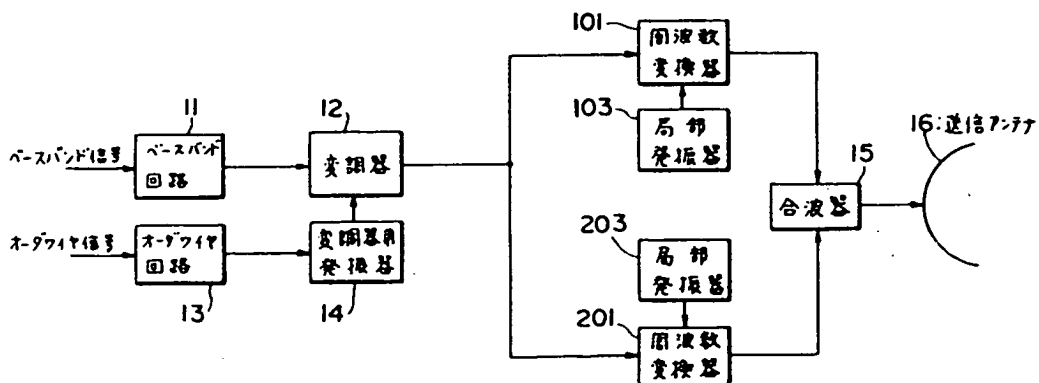 101
周波数
変換器
103
局部
発振器
11
12
ベースバンド信号
ベースバンド
回路
変調器
16:送信アンテナ
15
合波器
オーダワイヤ信号
オーダワイヤ
回路
変調器用
発振器
13
14
203
局部
発振器
201
周波数
変換器